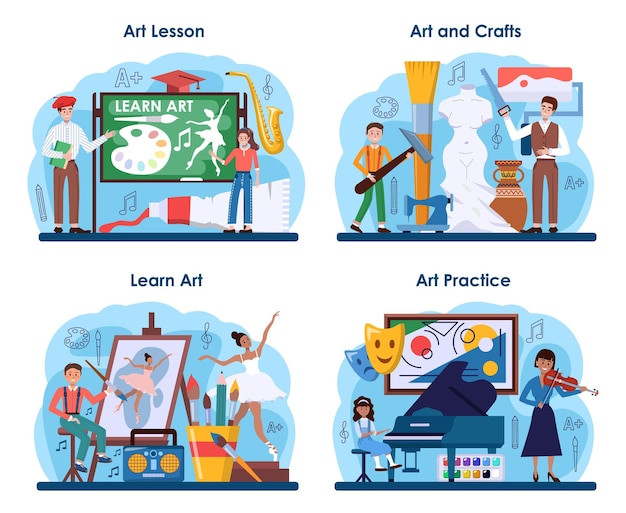 Art Lesson
Art and Crafts
A+
LEARN ART
A+
Learn Art
Art Practice
A+
A+